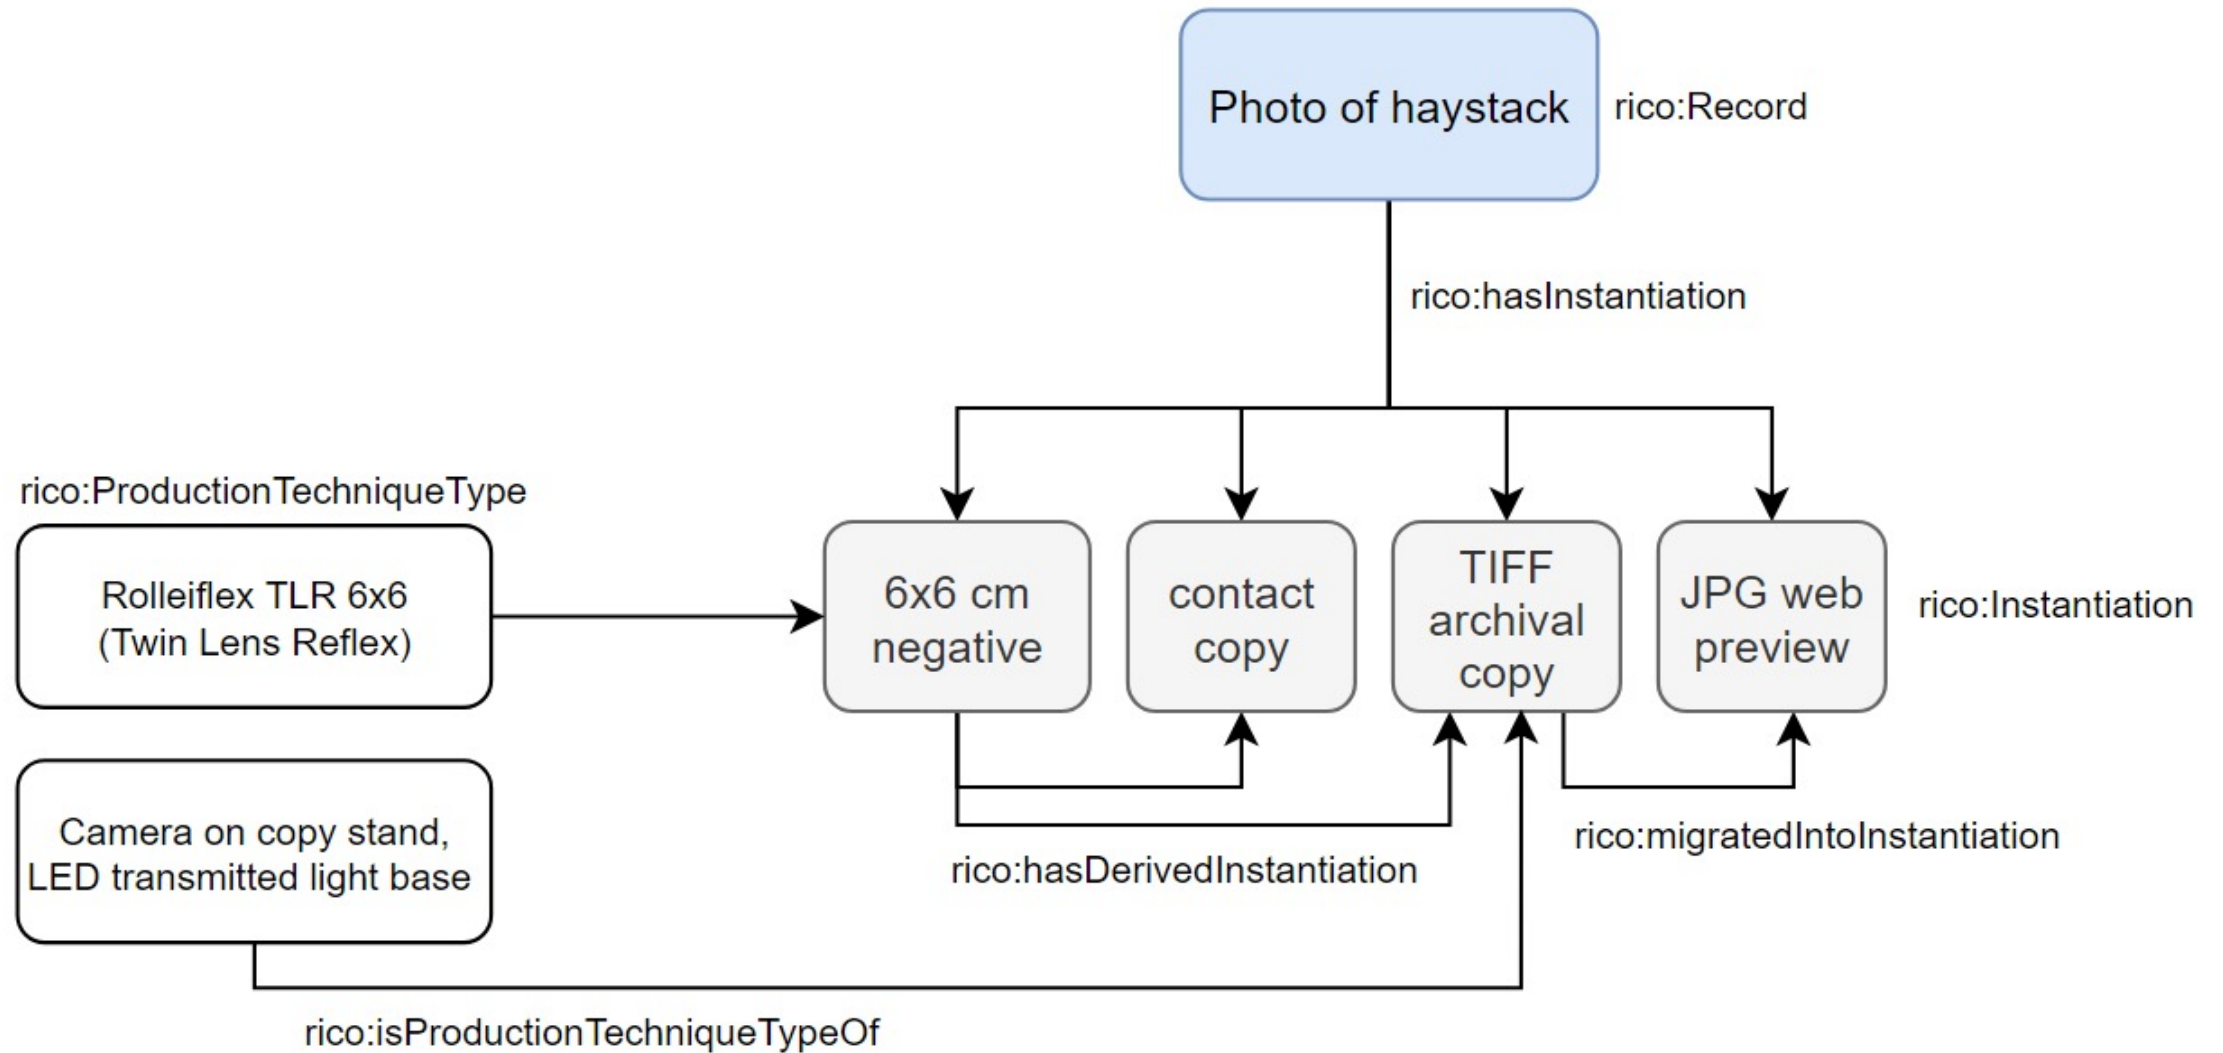 Photo of haystack
rico:Record
rico:hasInstantiation
rico:ProductionTechniqueType
Rolleiflex TLR 6x6
(Twin Lens Reflex)
6x6 cm
negative
contact
copy
TIFF
archival
copy
JPG web
preview
rico:Instantiation
Camera on copy stand,
LED transmitted light base
rico:hasDerivedInstantiation
rico:migratedIntoInstantiation
rico:isProductionTechniqueTypeOf